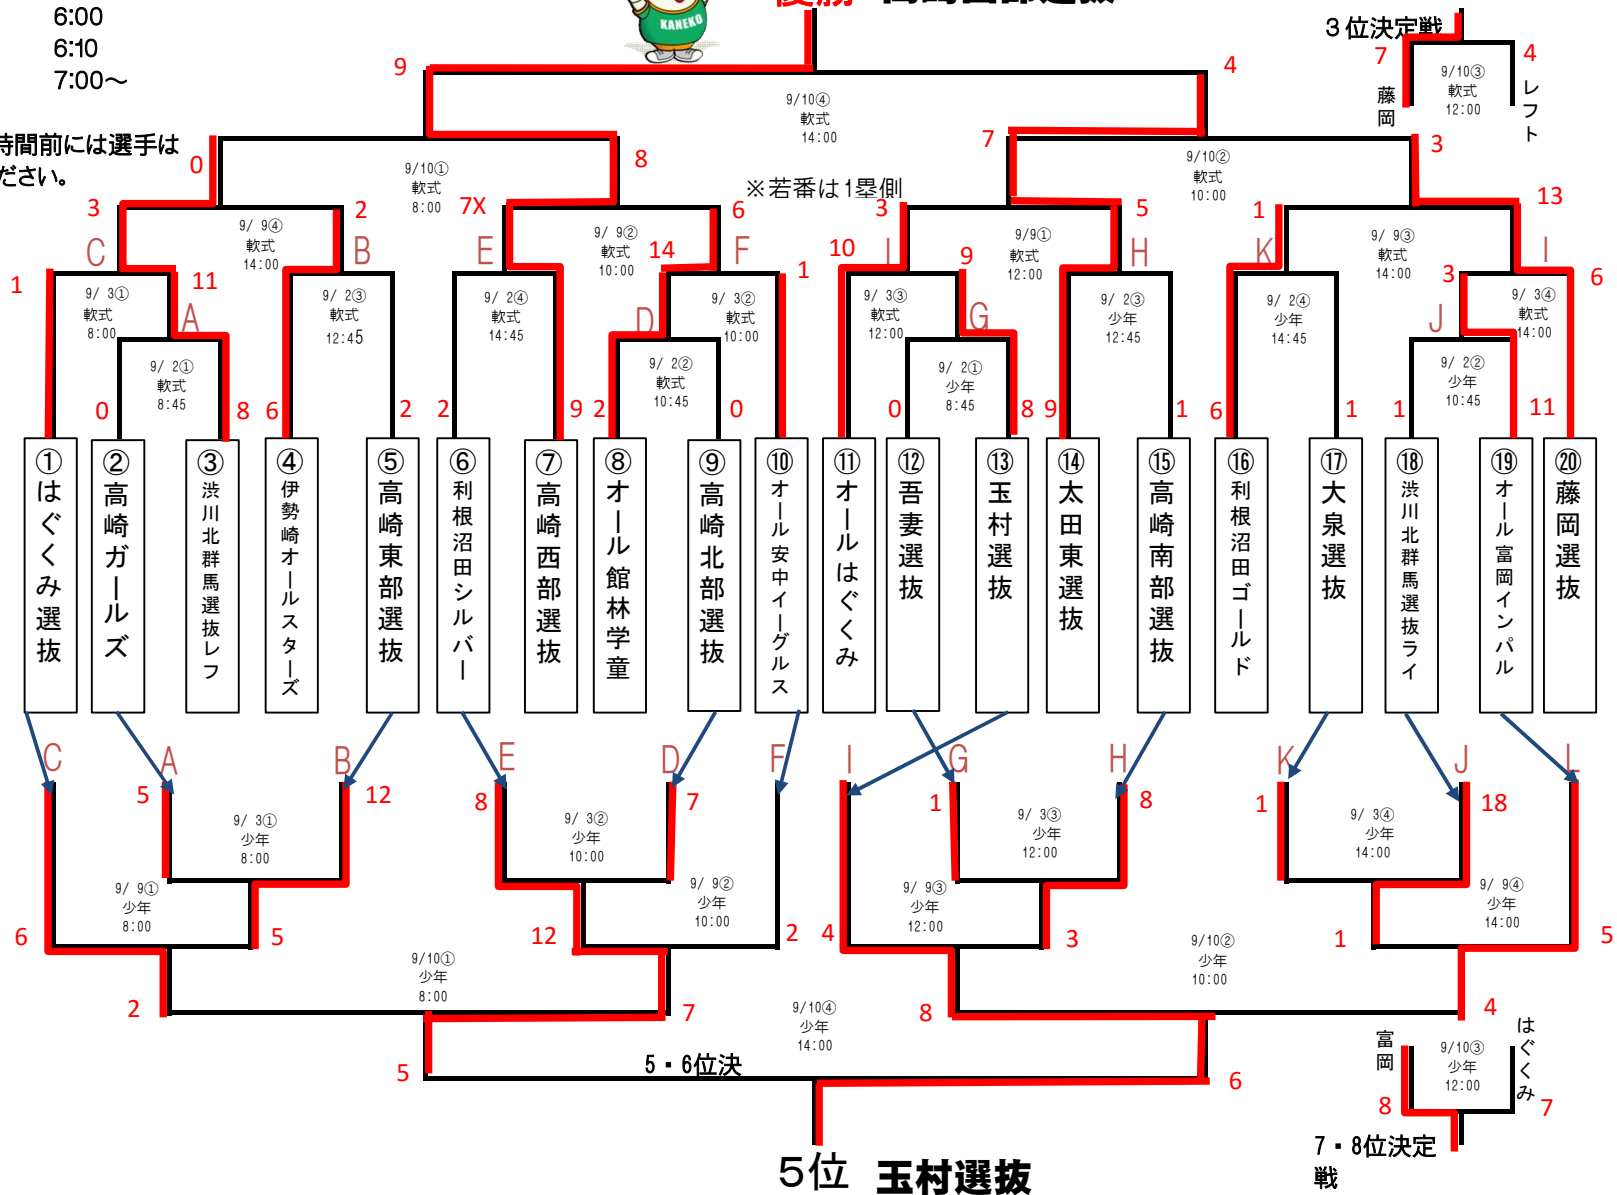 6:00
6:10
7:00～
時間前には選手は
ださい。
KANEKO
優勝
3位決定戦
7
4
9/10③
軟式
12:00
藤岡
レフト
9
4
9/10④
軟式
14:00
0
8
7
3
9/10①
軟式
8:00
9/10②
軟式
10:00
※若番は1塁側
3
2
7X
6
3
5
1
13
9/ 9④
軟式
14:00
9/ 9②
軟式
10:00
9/9①
軟式
12:00
9/ 9③
軟式
14:00
C
B
E
F
I
H
K
I
1
11
14
1
10
9
3
6
9/ 3①
軟式
8:00
9/ 2③
軟式
12:45
9/ 2④
軟式
14:45
9/ 3②
軟式
10:00
9/ 3③
軟式
12:00
9/ 2③
少年
12:45
9/ 2④
少年
14:45
9/ 3④
軟式
14:00
A
D
G
J
9/ 2①
軟式
8:45
9/ 2②
軟式
10:45
9/ 2①
少年
8:45
9/ 2②
少年
10:45
0
8
6
2
2
9
2
0
0
8
9
1
6
1
1
11
①はぐくみ選抜
②高崎ガールズ
③渋川北群馬選抜レフ
④伊勢崎オールスターズ
⑤高崎東部選抜
⑥利根沼田シルバー
⑦高崎西部選抜
⑧オール館林学童
⑨高崎北部選抜
⑩オール安中イーグルス
⑪オールはぐくみ
⑫吾妻選抜
⑬玉村選抜
⑭太田東選抜
⑮高崎南部選抜
⑯利根沼田ゴールド
⑰大泉選抜
⑱渋川北群馬選抜ライ
⑲オール富岡インパル
⑳藤岡選抜
C
A
B
E
D
F
I
G
H
K
J
L
5
12
8
7
1
8
1
18
9/ 3①
少年
8:00
9/ 3②
少年
10:00
9/ 3③
少年
12:00
9/ 3④
少年
14:00
9/ 9①
少年
8:00
9/ 9②
少年
10:00
9/ 9③
少年
12:00
9/ 9④
少年
14:00
6
5
12
2
4
3
1
5
9/10①
少年
8:00
9/10②
少年
10:00
2
7
8
4
9/10④
少年
14:00
5・6位決
5
6
富岡
はぐくみ
9/10③
少年
12:00
8
7
7・8位決定
戦
5位 玉村選抜